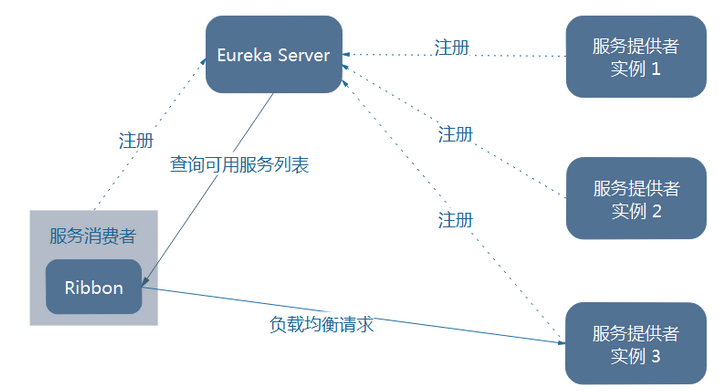 Eureka Server
注册
服务提供者
实例 1
注册
注册
查询可用服务列表
服务提供者
实例 2
注册
服务消费者
Ribbon
负载均衡请求
服务提供者
实例 3